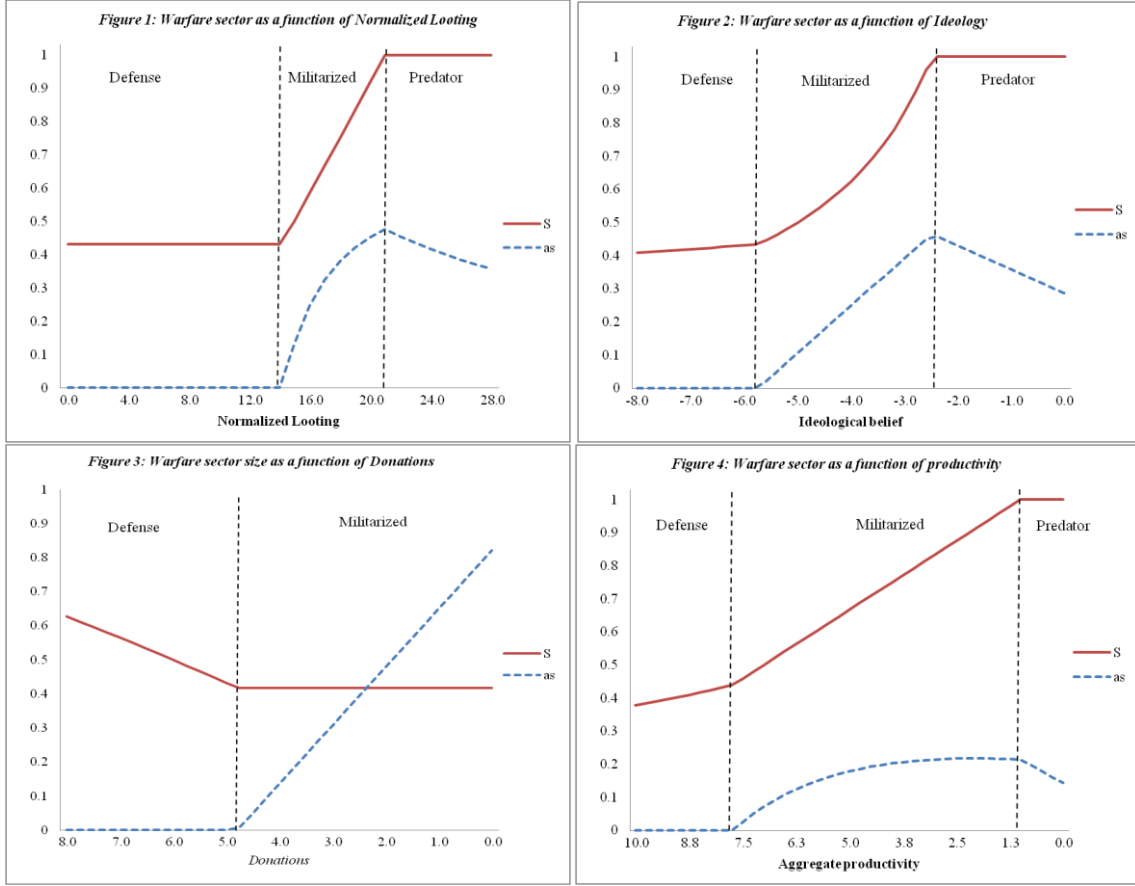 Figure 1: Warfare sector as a function of Normalized Looting
1
0.9
0.8
0.7
0.6
0.5
0.4
0.3
0.2
0.1
0
Defense Militarized Predator
S
as
0.0 4.0 8.0 12.0 16.0 20.0 24.0 28.0
Normalized Looting
Figure 2: Warfare sector as a function of Ideology
1
0.9
0.8
0.7
0.6
0.5
0.4
0.3
0.2
0.1
0
Defense Militarized Predator
S
as
-8.0 -7.0 -6.0 -5.0 -4.0 -3.0 -2.0 -1.0 0.0
Ideological belief
Figure 3: Warfare sector size as a function of Donations
1
0.9
0.8
0.7
0.6
0.5
0.4
0.3
0.2
0.1
0
Defense Militarized
S
as
8.0 7.0 6.0 5.0 4.0 3.0 2.0 1.0 0.0
Donations
Figure 4: Warfare sector as a function of productivity
1
0.9
0.8
0.7
0.6
0.5
0.4
0.3
0.2
0.1
0
Defense Militarized Predator
S
as
10.0 8.8 7.5 6.3 5.0 3.8 2.5 1.3 0.0
Aggregate productivity